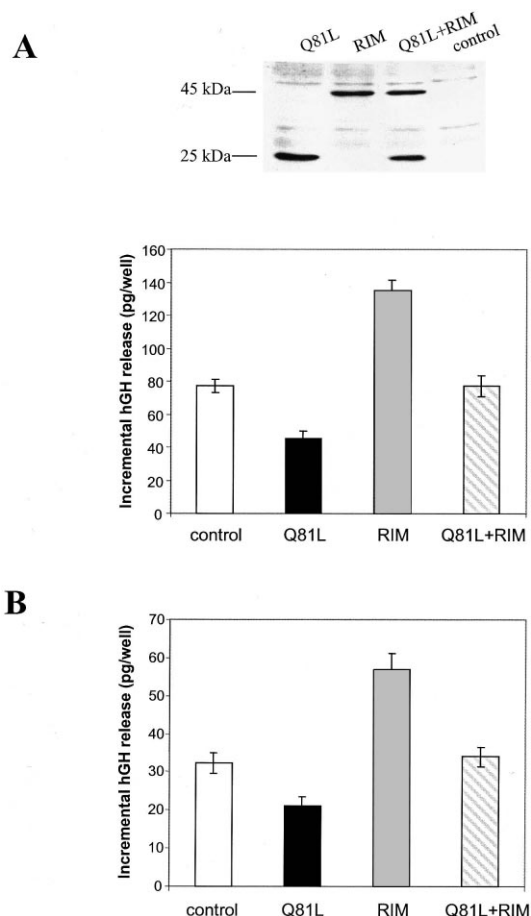 A
Q81L RIM Q81L+RIM control
45 kDa
25 kDa
Incremental hGH release (pg/well)
160
140
120
100
80
60
40
20
0
control Q81L RIM Q81L+RIM
B
Incremental hGH release (pg/well)
70
60
50
40
30
20
10
0
control Q81L RIM Q81L+RIM